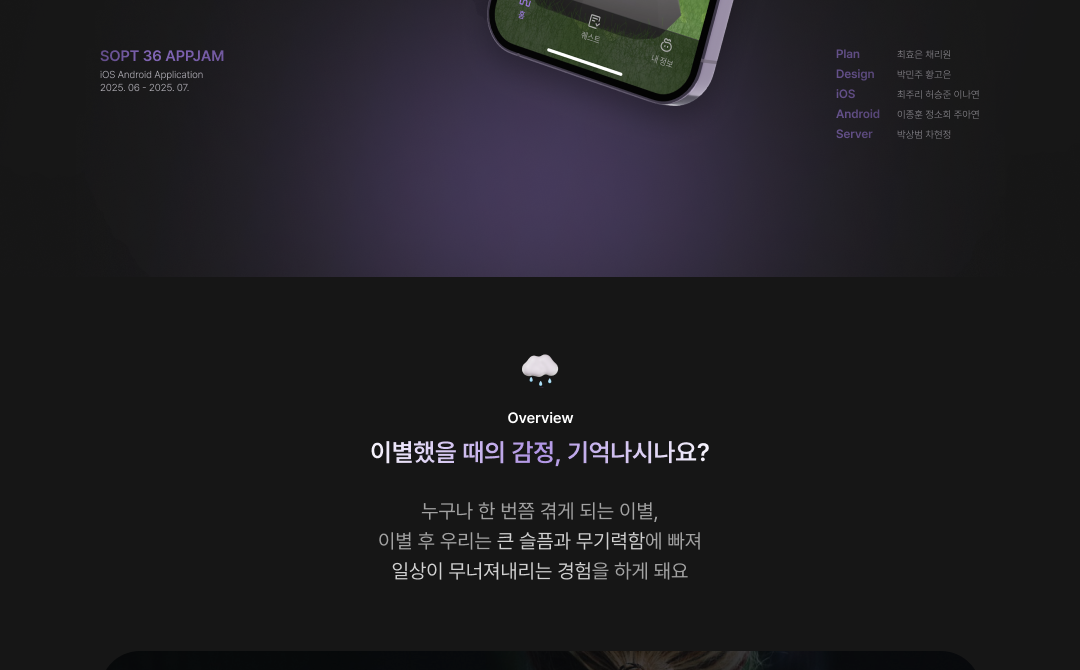 홈
퀘스트
내 정보
SOPT 36 APPJAM
iOS Android Application
2025. 06 - 2025. 07.
Plan 최효은 채리원
Design 박민주 황고은
iOS 최주리 허승준 이나연
Android 이종훈 정소희 주아연
Server 박상범 차현정
Overview
이별했을 때의 감정, 기억나시나요?
누구나 한 번쯤 겪게 되는 이별,
이별 후 우리는 큰 슬픔과 무기력함에 빠져
일상이 무너져내리는 경험을 하게 돼요